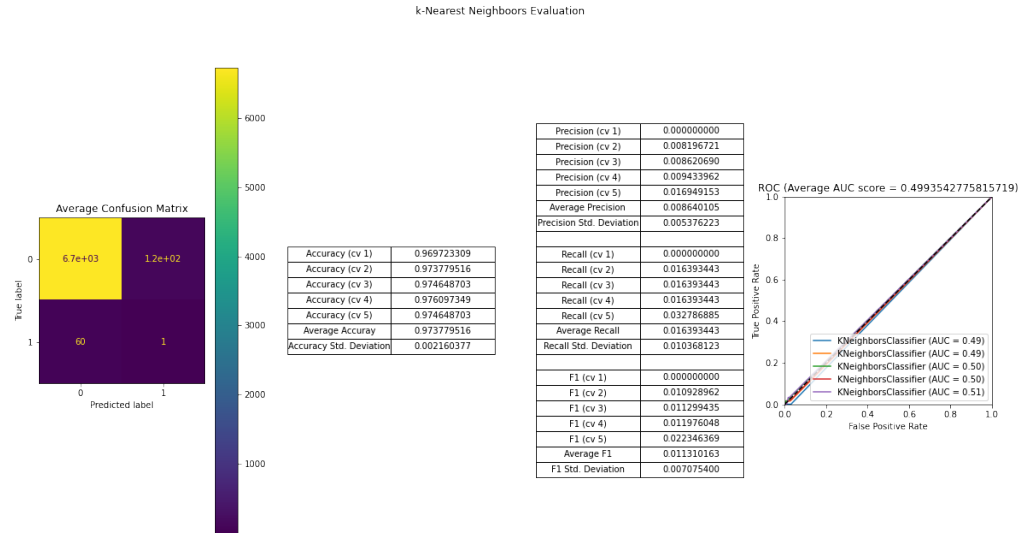 k-Nearest Neighboors Evaluation
Average Confusion Matrix
True label
0
1
6.7e+03 1.2e+02
60 1
0 1
Predicted label
6000
5000
4000
3000
2000
1000
Accuracy (cv 1) 0.969723309
Accuracy (cv 2) 0.973779516
Accuracy (cv 3) 0.974648703
Accuracy (cv 4) 0.976097349
Accuracy (cv 5) 0.974648703
Average Accuray 0.973779516
Accuracy Std. Deviation 0.002160377
Precision (cv 1) 0.000000000
Precision (cv 2) 0.008196721
Precision (cv 3) 0.008620690
Precision (cv 4) 0.009433962
Precision (cv 5) 0.016949153
Average Precision 0.008640105
Precision Std. Deviation 0.005376223
Recall (cv 1) 0.000000000
Recall (cv 2) 0.016393443
Recall (cv 3) 0.016393443
Recall (cv 4) 0.016393443
Recall (cv 5) 0.032786885
Average Recall 0.016393443
Recall Std. Deviation 0.010368123
F1 (cv 1) 0.000000000
F1 (cv 2) 0.010928962
F1 (cv 3) 0.011299435
F1 (cv 4) 0.011976048
F1 (cv 5) 0.022346369
Average F1 0.011310163
F1 Std. Deviation 0.007075400
ROC (Average AUC score = 0.4993542775815719)
True Positive Rate
1.0
0.8
0.6
0.4
0.2
0.0
KNeighborsClassifier (AUC = 0.49)
KNeighborsClassifier (AUC = 0.49)
KNeighborsClassifier (AUC = 0.50)
KNeighborsClassifier (AUC = 0.50)
KNeighborsClassifier (AUC = 0.51)
0.0 0.2 0.4 0.6 0.8 1.0
False Positive Rate